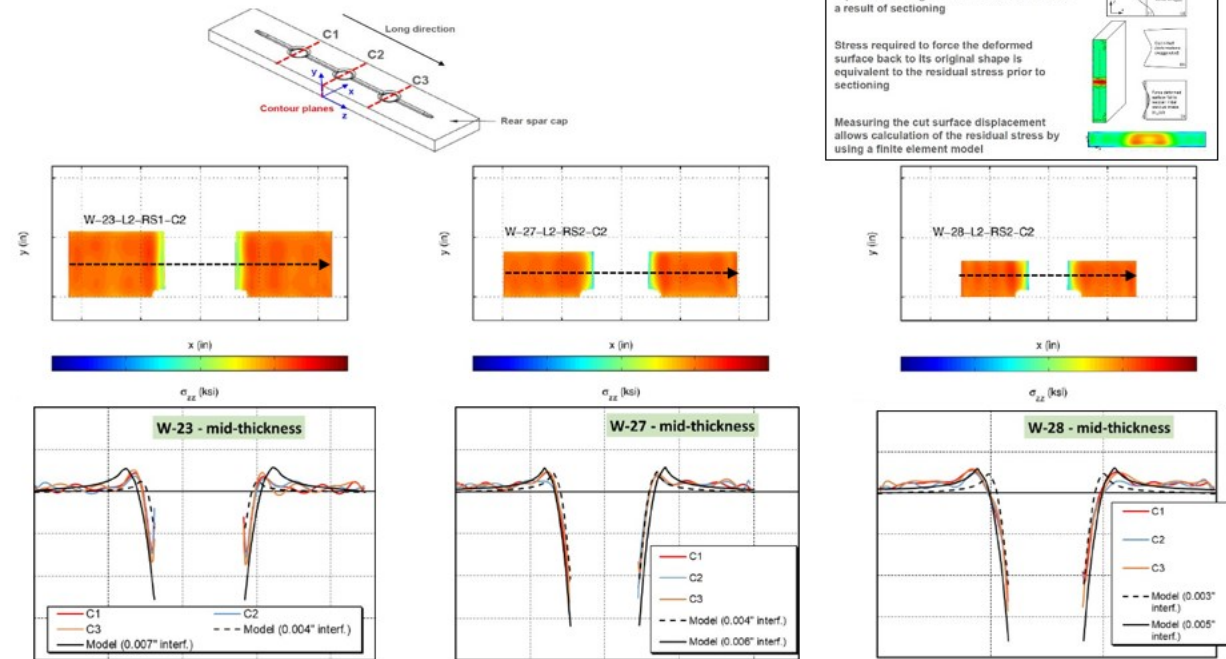 a result of sectioning
Stress required to force the deformed
surface back to its original shape is
equivalent to the residual stress prior to
sectioning
Measuring the cut surface displacement
allows calculation of the residual stress by
using a finite element model
Long direction
C1
C2
C3
y
x
z
Contour planes
Rear spar cap
W-23-L2-RS1-C2
y (in)
x (in)
σzz (ksi)
W-27-L2-RS2-C2
y (in)
x (in)
σzz (ksi)
W-28-L2-RS2-C2
y (in)
x (in)
σzz (ksi)
W-23 - mid-thickness
C1
C2
C3
Model (0.004" interf.)
Model (0.007" interf.)
W-27 - mid-thickness
C1
C2
C3
Model (0.004" interf.)
Model (0.006" interf.)
W-28 - mid-thickness
C1
C2
C3
Model (0.003"
interf.)
Model (0.005"
interf.)